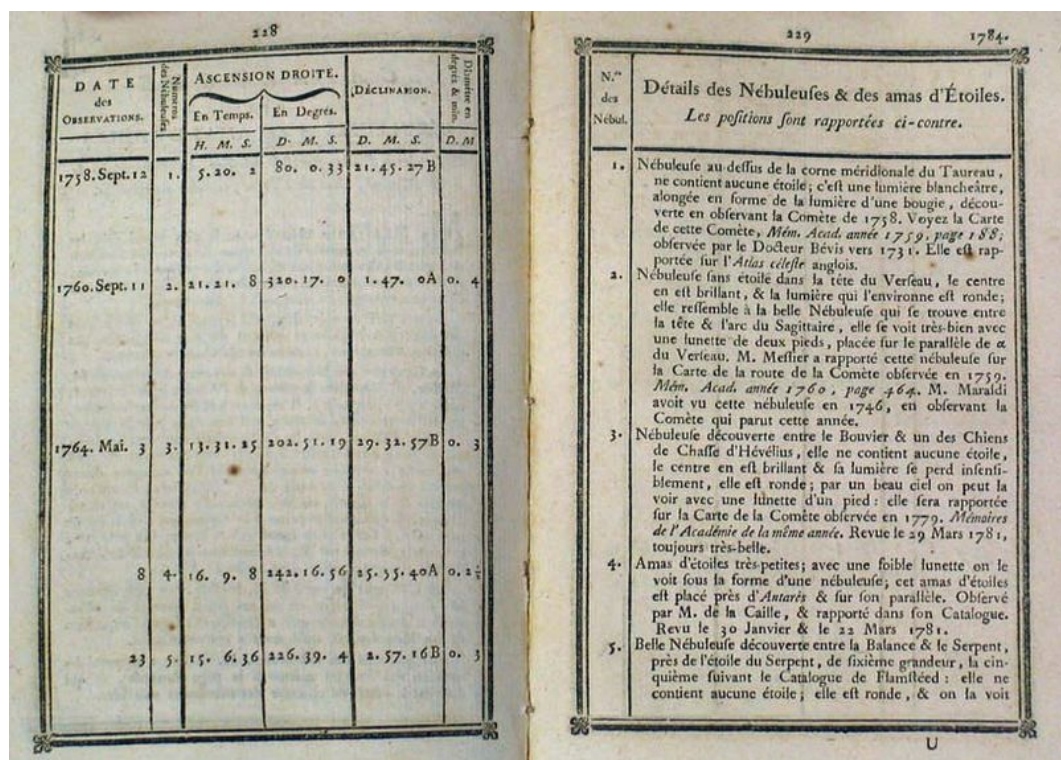 228
DATE
des
OBSERVATIONS.
Numéros
des Nébuleuses
ASCENSION DROITE.
En Temps.
En Degrés.
DÉCLINAISON.
Diamètre en
degrés & min.
H. M. S.
D. M. S.
D. M. S.
D. M
1758. Sept. 12 1. 5. 20. 2 80. 0. 33 21. 45. 27 B
1760. Sept. 11 2. 21. 21. 8 320. 17. 0 1. 47. 0A 0. 4
1764. Mai. 3 3. 13. 31. 25 202. 51. 19 29. 32. 57B 0. 3
8 4. 16. 9. 8 242. 16. 56 25. 55. 40A 0. 2½
23 5. 15. 6. 36 226. 39. 4 2. 57. 16B 0. 3
229 1784.
N.os
des
Nébul.
Détails des Nébuleuſes & des amas d'Étoiles.
Les poſitions ſont rapportées ci-contre.
1. Nébuleuſe au deſſus de la corne méridionale du Taureau,
ne contient aucune étoile; c'eſt une lumière blancheâtre,
alongée en forme de la lumière d'une bougie, décou-
verte en obſervant la Comète de 1758. Voyez la Carte
de cette Comète, Mém. Acad. année 1759, page 188;
obſervée par le Docteur Bévis vers 1731. Elle eſt rap-
portée ſur l'Atlas céleſte anglois.
2. Nébuleuſe ſans étoile dans la tête du Verſeau, le centre
en eſt brillant, & la lumière qui l'environne eſt ronde;
elle reſſemble à la belle Nébuleuſe qui ſe trouve entre
la tête & l'arc du Sagittaire, elle ſe voit très-bien avec
une lunette de deux pieds, placée ſur le parallèle de α
du Verſeau. M. Meſſier a rapporté cette nébuleuſe ſur
la Carte de la route de la Comète obſervée en 1759.
Mém. Acad. année 1760, page 464. M. Maraldi
avoit vu cette nébuleuſe en 1746, en obſervant la
Comète qui parut cette année.
3. Nébuleuſe découverte entre le Bouvier & un des Chiens
de Chaſſe d'Hévélius, elle ne contient aucune étoile,
le centre en eſt brillant & ſa lumière ſe perd inſenſi-
blement, elle eſt ronde; par un beau ciel on peut la
voir avec une lunette d'un pied: elle ſera rapportée
ſur la Carte de la Comète obſervée en 1779. Mémoires
de l'Académie de la même année. Revue le 29 Mars 1781,
toujours très-belle.
4. Amas d'étoiles très-petites; avec une foible lunette on le
voit ſous la forme d'une nébuleuſe; cet amas d'étoiles
eſt placé près d'Antarès & ſur ſon parallèle. Obſervé
par M. de la Caille, & rapporté dans ſon Catalogue.
Revu le 30 Janvier & le 22 Mars 1781.
5. Belle Nébuleuſe découverte entre la Balance & le Serpent,
près de l'étoile du Serpent, de ſixième grandeur, la cin-
quième ſuivant le Catalogue de Flamſtéed: elle ne
contient aucune étoile; elle eſt ronde, & on la voit
U